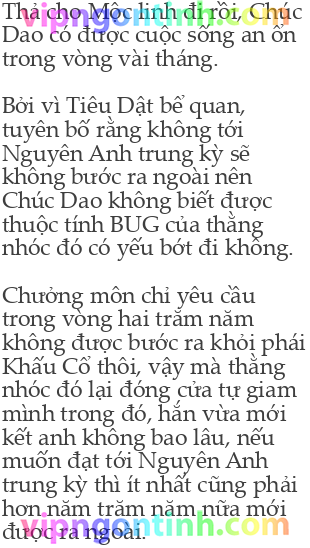 Thả cho Mộc linh đi rồi, Chúc
Dao có được cuộc sống an ổn
trong vòng vài tháng.
Bởi vì Tiêu Dật bể quan,
tuyên bố rằng không tới
Nguyên Anh trung kỳ sẽ
không bước ra ngoài nên
Chúc Dao không biết được
thuộc tính BUG của thằng
nhóc đó có yếu bớt đi không.
Chưởng môn chỉ yêu cầu
trong vòng hai trăm năm
không được bước ra khỏi phái
Khấu Cổ thôi, vậy mà thằng
nhóc đó lại đóng cửa tự giam
mình trong đó, hắn vừa mới
kết anh không bao lâu, nếu
muốn đạt tới Nguyên Anh
trung kỳ thì ít nhất cũng phải
hơn năm trăm năm nữa mới
được ra ngoài.
vipngontinh.com
vipngontinh.com